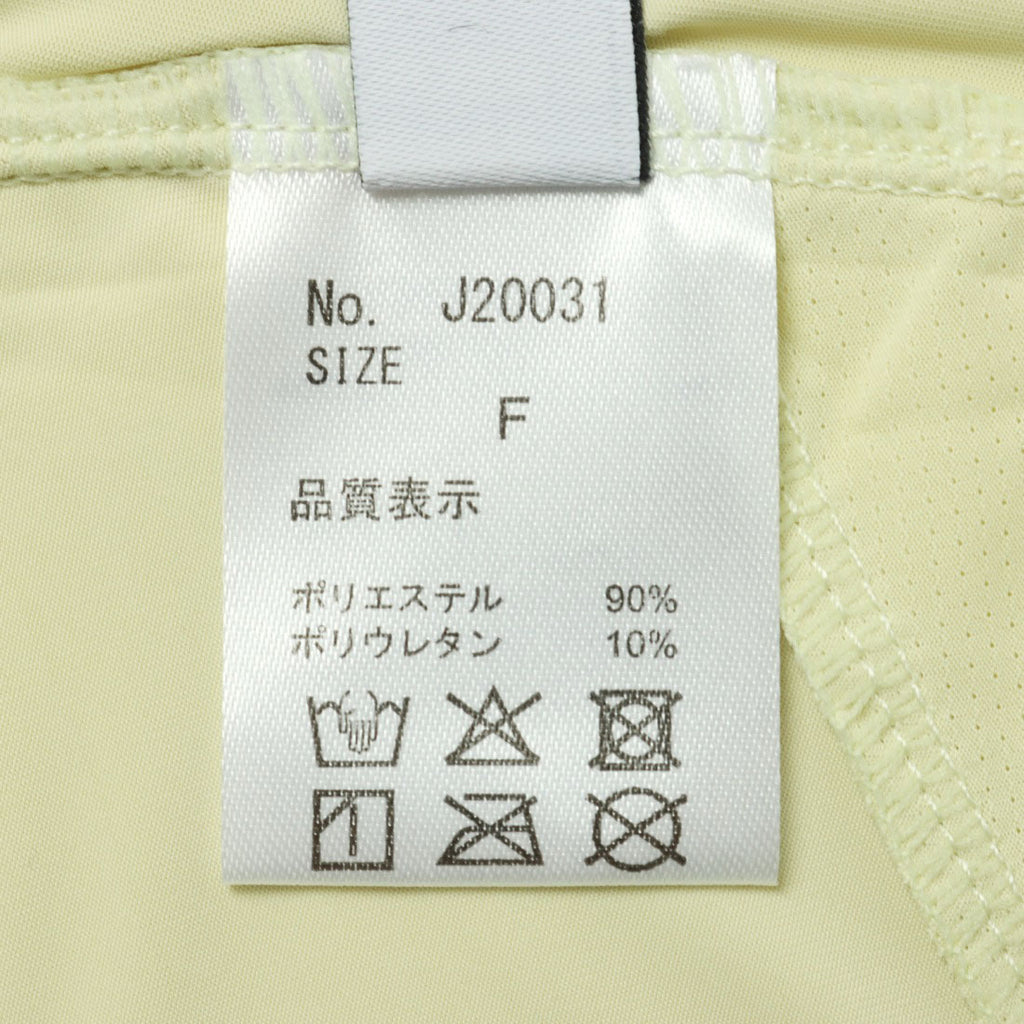 No. J20031
SIZE
F
品質表示
ポリエステル 90%
ポリウレタン 10%